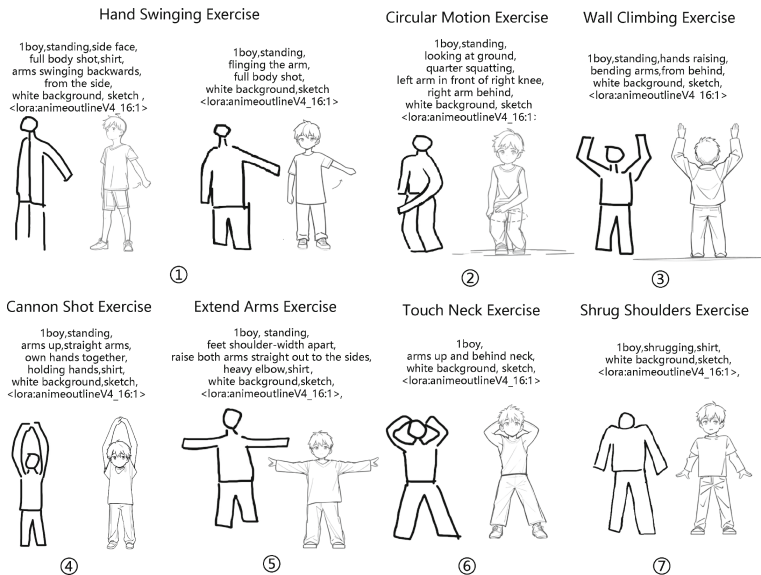 Hand Swinging Exercise
1boy,standing,side face,
full body shot,shirt,
arms swinging backwards,
from the side,
white background, sketch ,
<lora:animeoutlineV4_16:1>
1boy,standing,
flinging the arm,
full body shot,
white background,sketch
<lora:animeoutlineV4_16:1>
①
Circular Motion Exercise
1boy,standing,
looking at ground,
quarter squatting,
left arm in front of right knee,
right arm behind,
white background, sketch
<lora:animeoutlineV4_16:1:
②
Wall Climbing Exercise
1boy,standing,hands raising,
bending arms,from behind,
white background, sketch,
<lora:animeoutlineV4_16:1>
③
Cannon Shot Exercise
1boy,standing,
arms up,straight arms,
own hands together,
holding hands,shirt,
white background,sketch,
<lora:animeoutlineV4_16:1>
④
Extend Arms Exercise
1boy, standing,
feet shoulder-width apart,
raise both arms straight out to the sides,
heavy elbow,shirt,
white background,sketch,
<lora:animeoutlineV4_16:1>,
⑤
Touch Neck Exercise
1boy,
arms up and behind neck,
white background, sketch,
<lora:animeoutlineV4_16:1>
⑥
Shrug Shoulders Exercise
1boy,shrugging,shirt,
white background,sketch,
<lora:animeoutlineV4_16:1>,
⑦